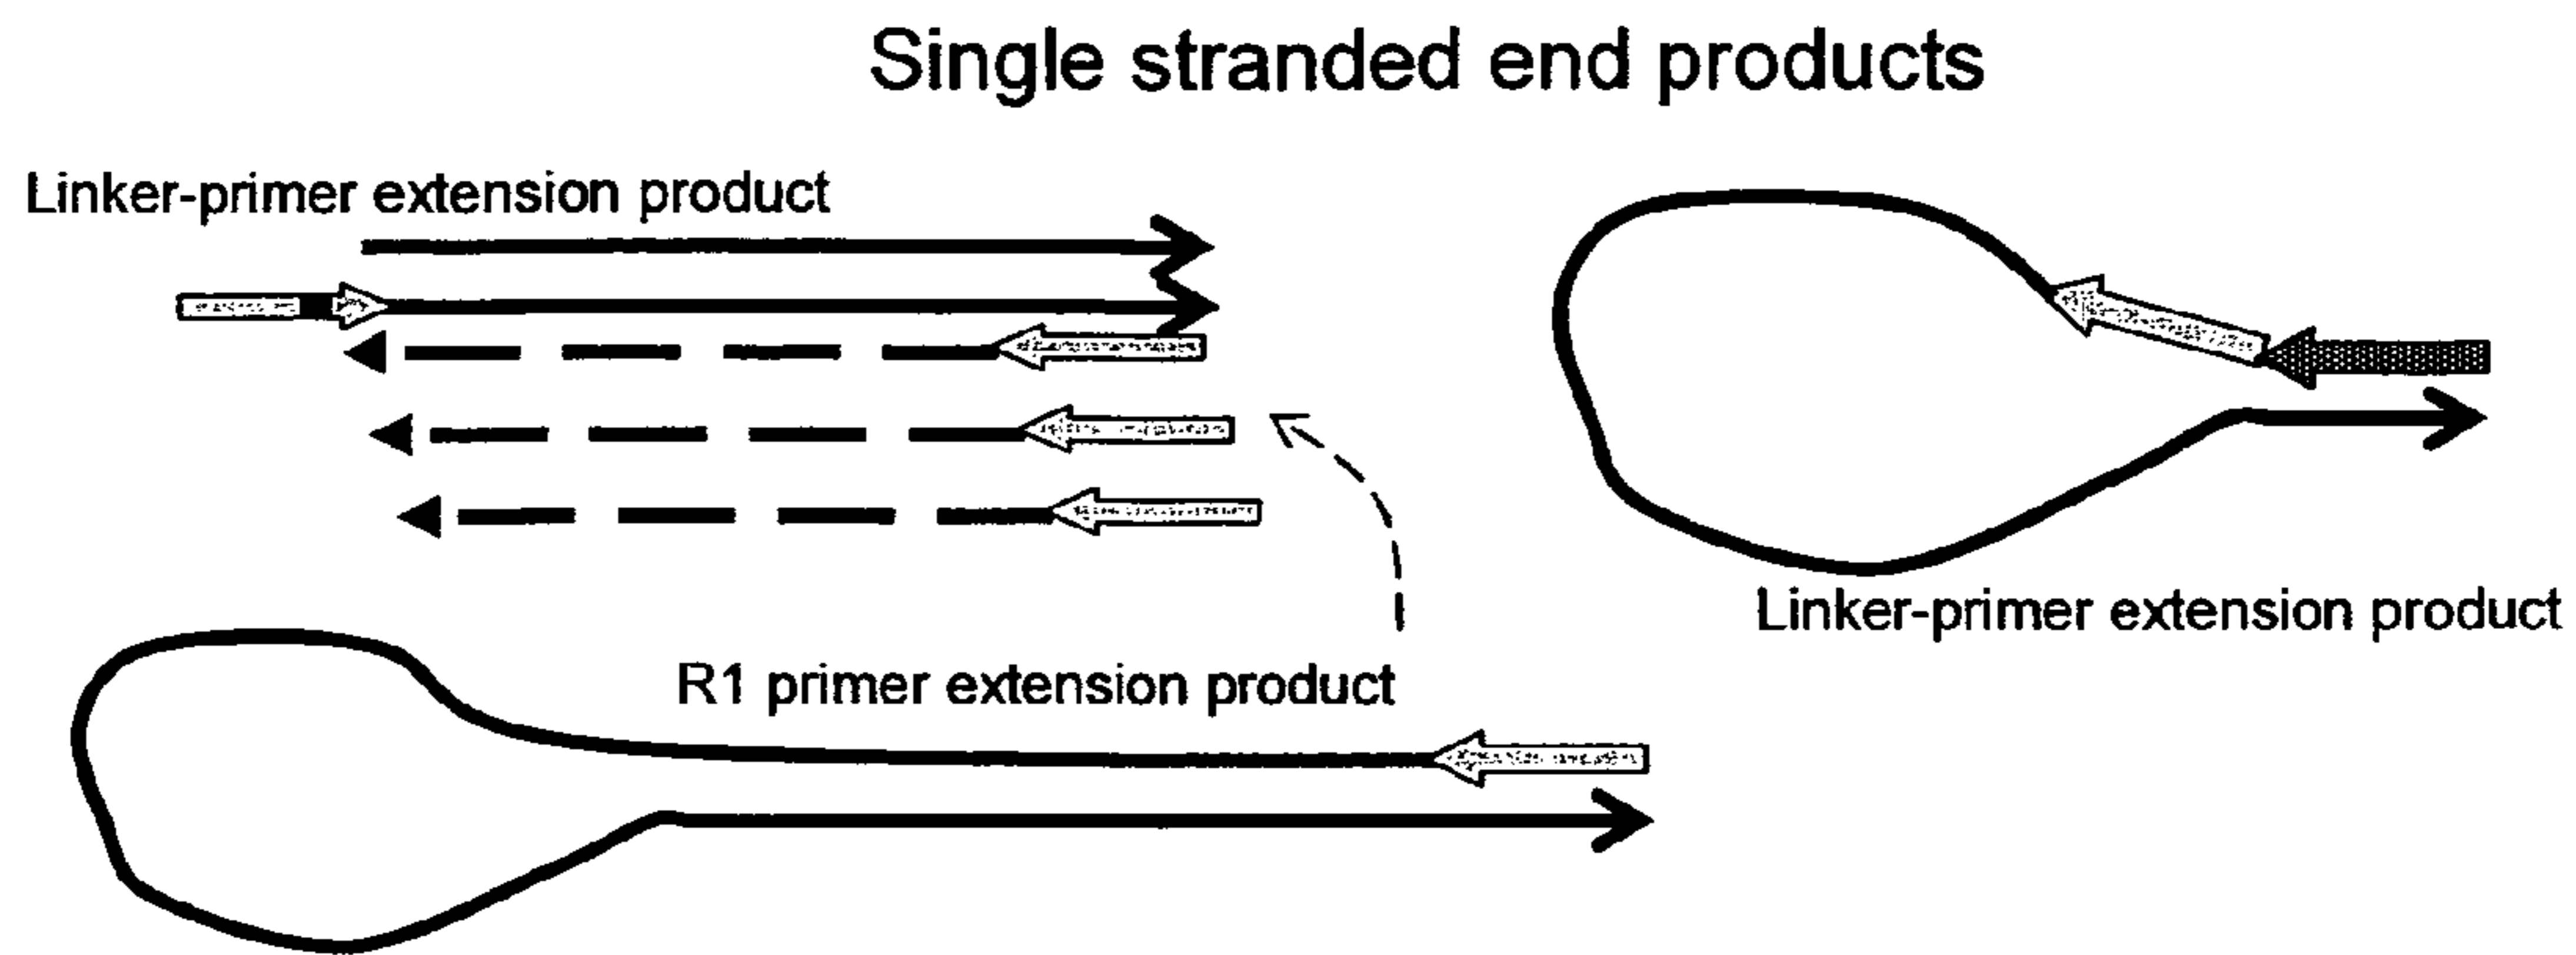 Single stranded end products
Linker-primer extension product
Linker-primer extension product
R1 primer extension product